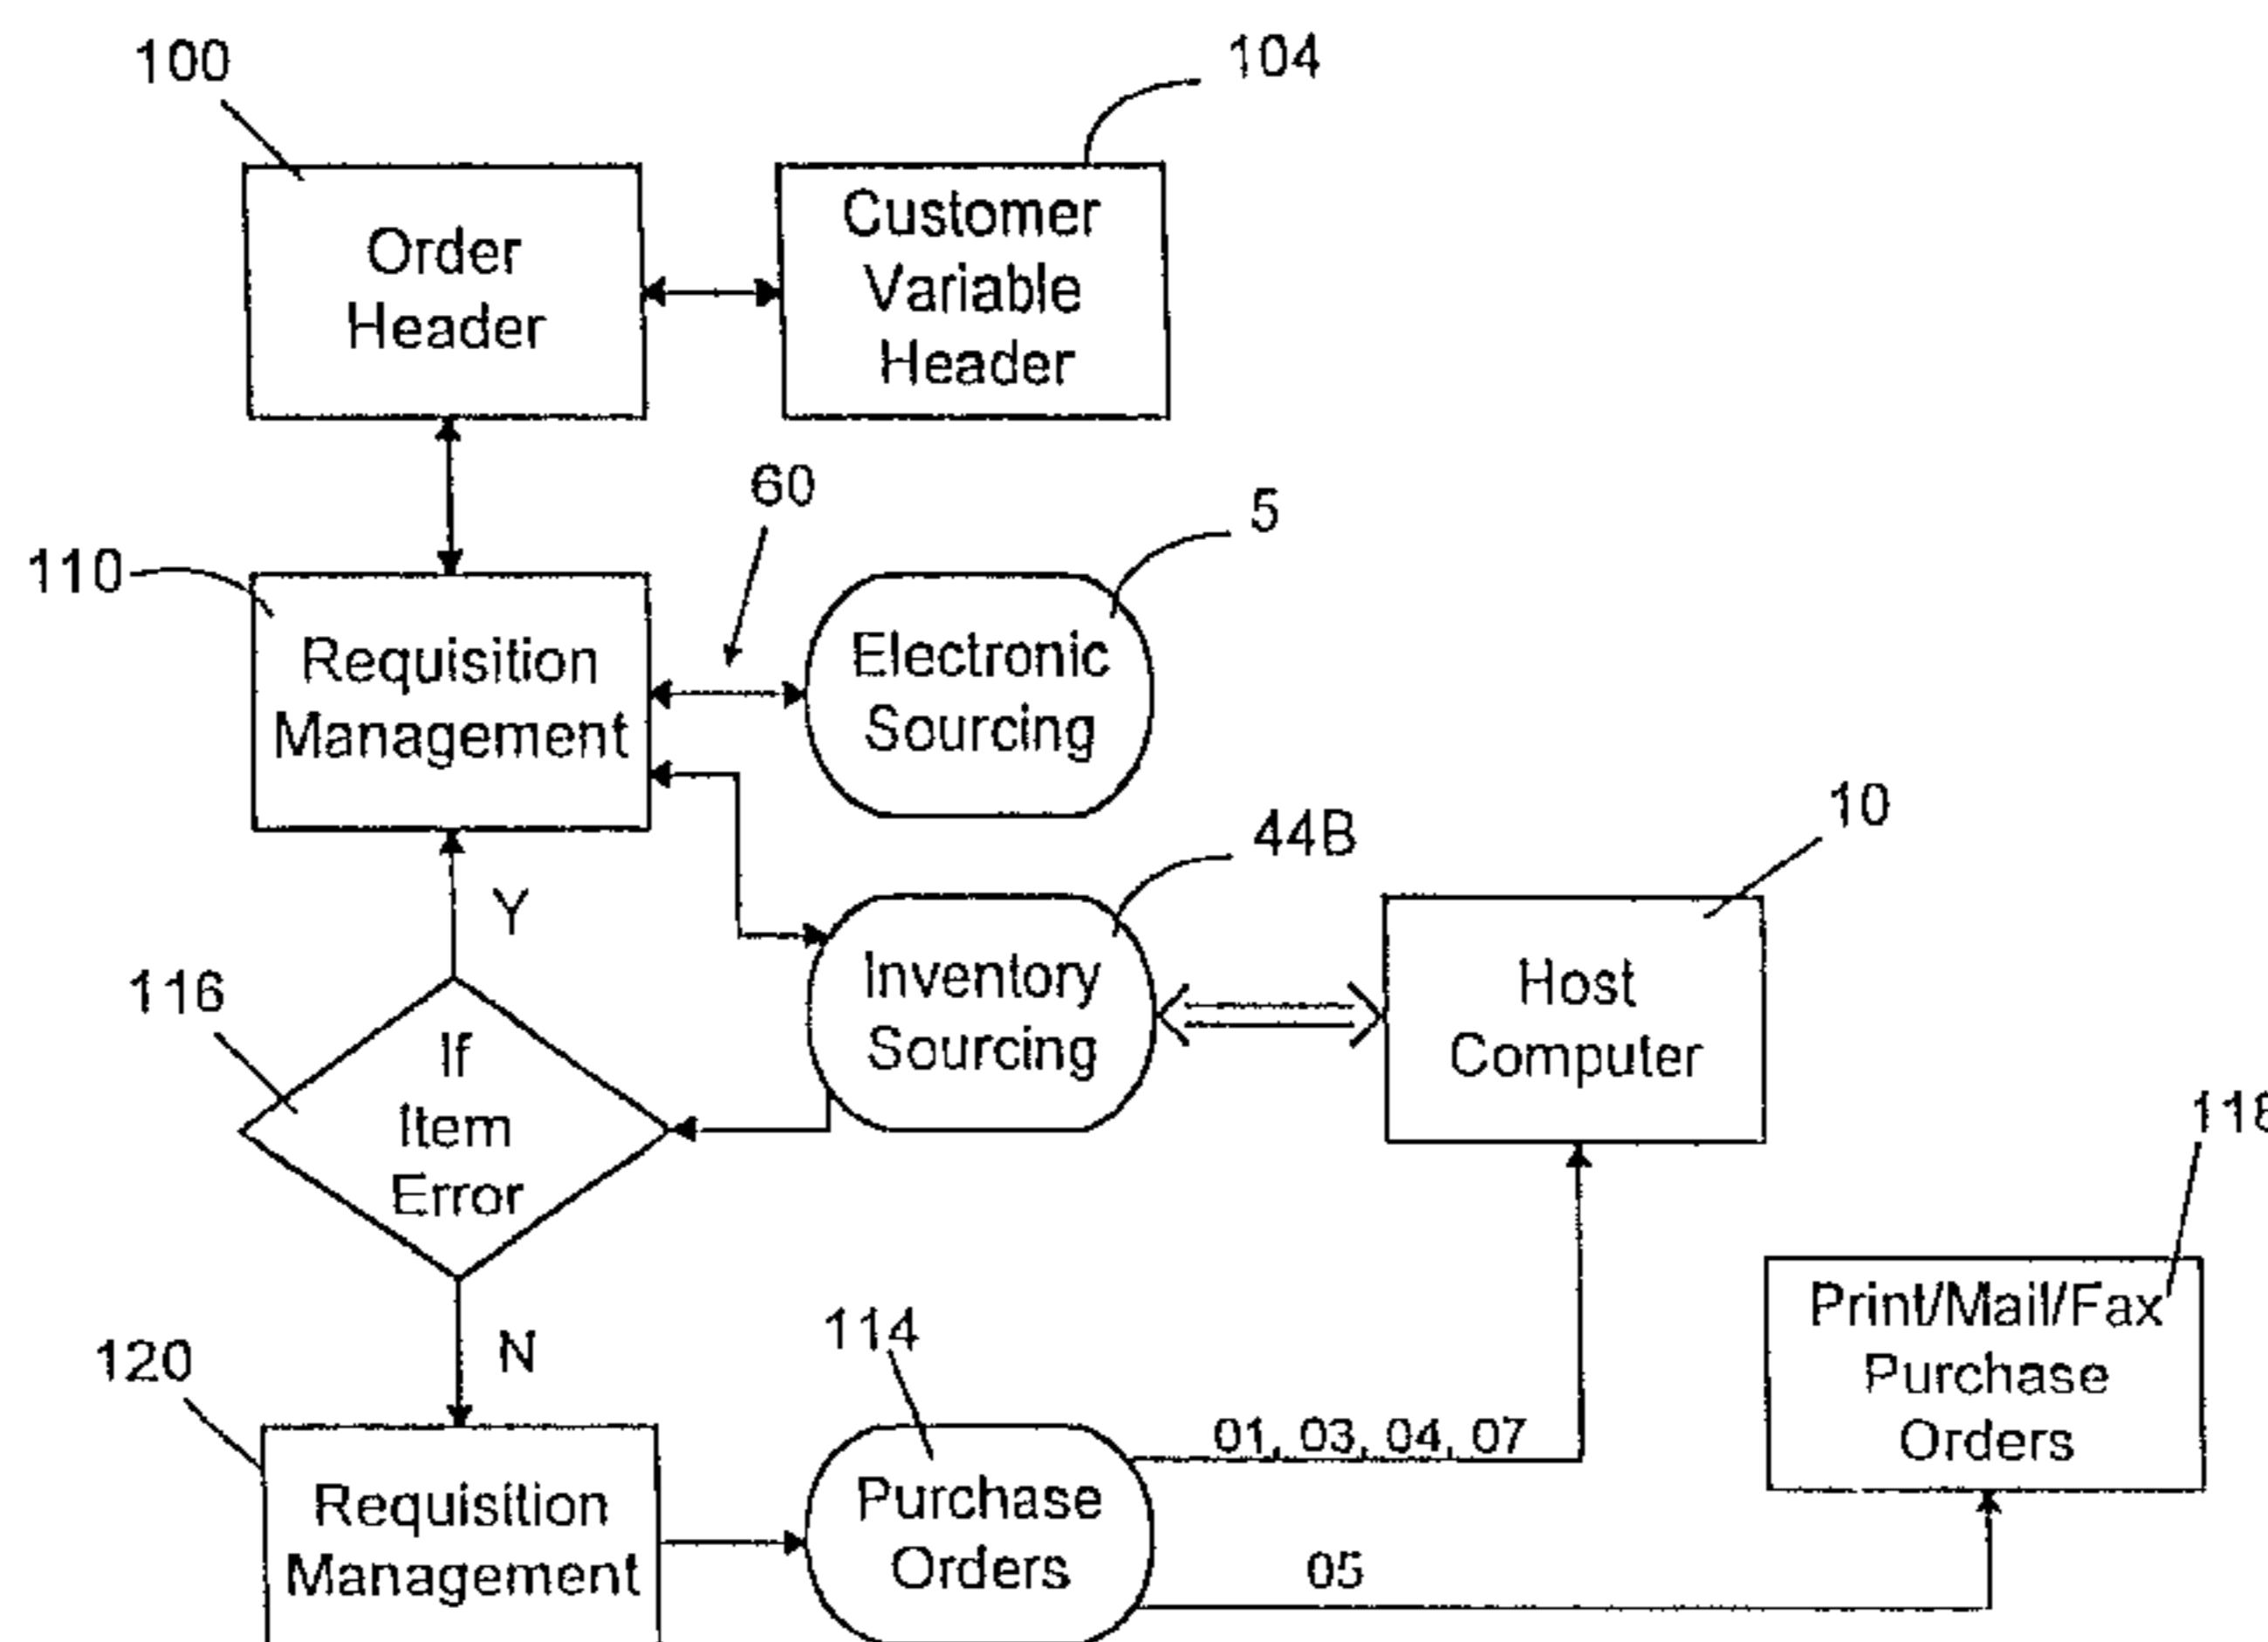 100
104
Order
Header
Customer
Variable
Header
60
5
110
Requisition
Management
Electronic
Sourcing
44B
10
Y
Inventory
Sourcing
Host
Computer
116
If
Item
Error
118
N
120
114
Print/Mail/Fax
Purchase
Orders
01, 03, 04, 07
Requisition
Management
Purchase
Orders
05